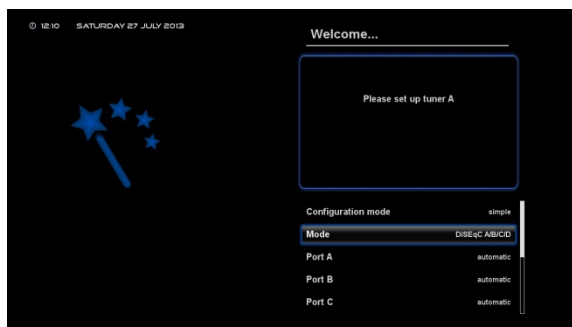 12:10 SATURDAY 27 JULY 2013
Welcome...
Please set up tuner A
Configuration mode simple
Mode DiSEqC A/B/C/D
Port A automatic
Port B automatic
Port C automatic